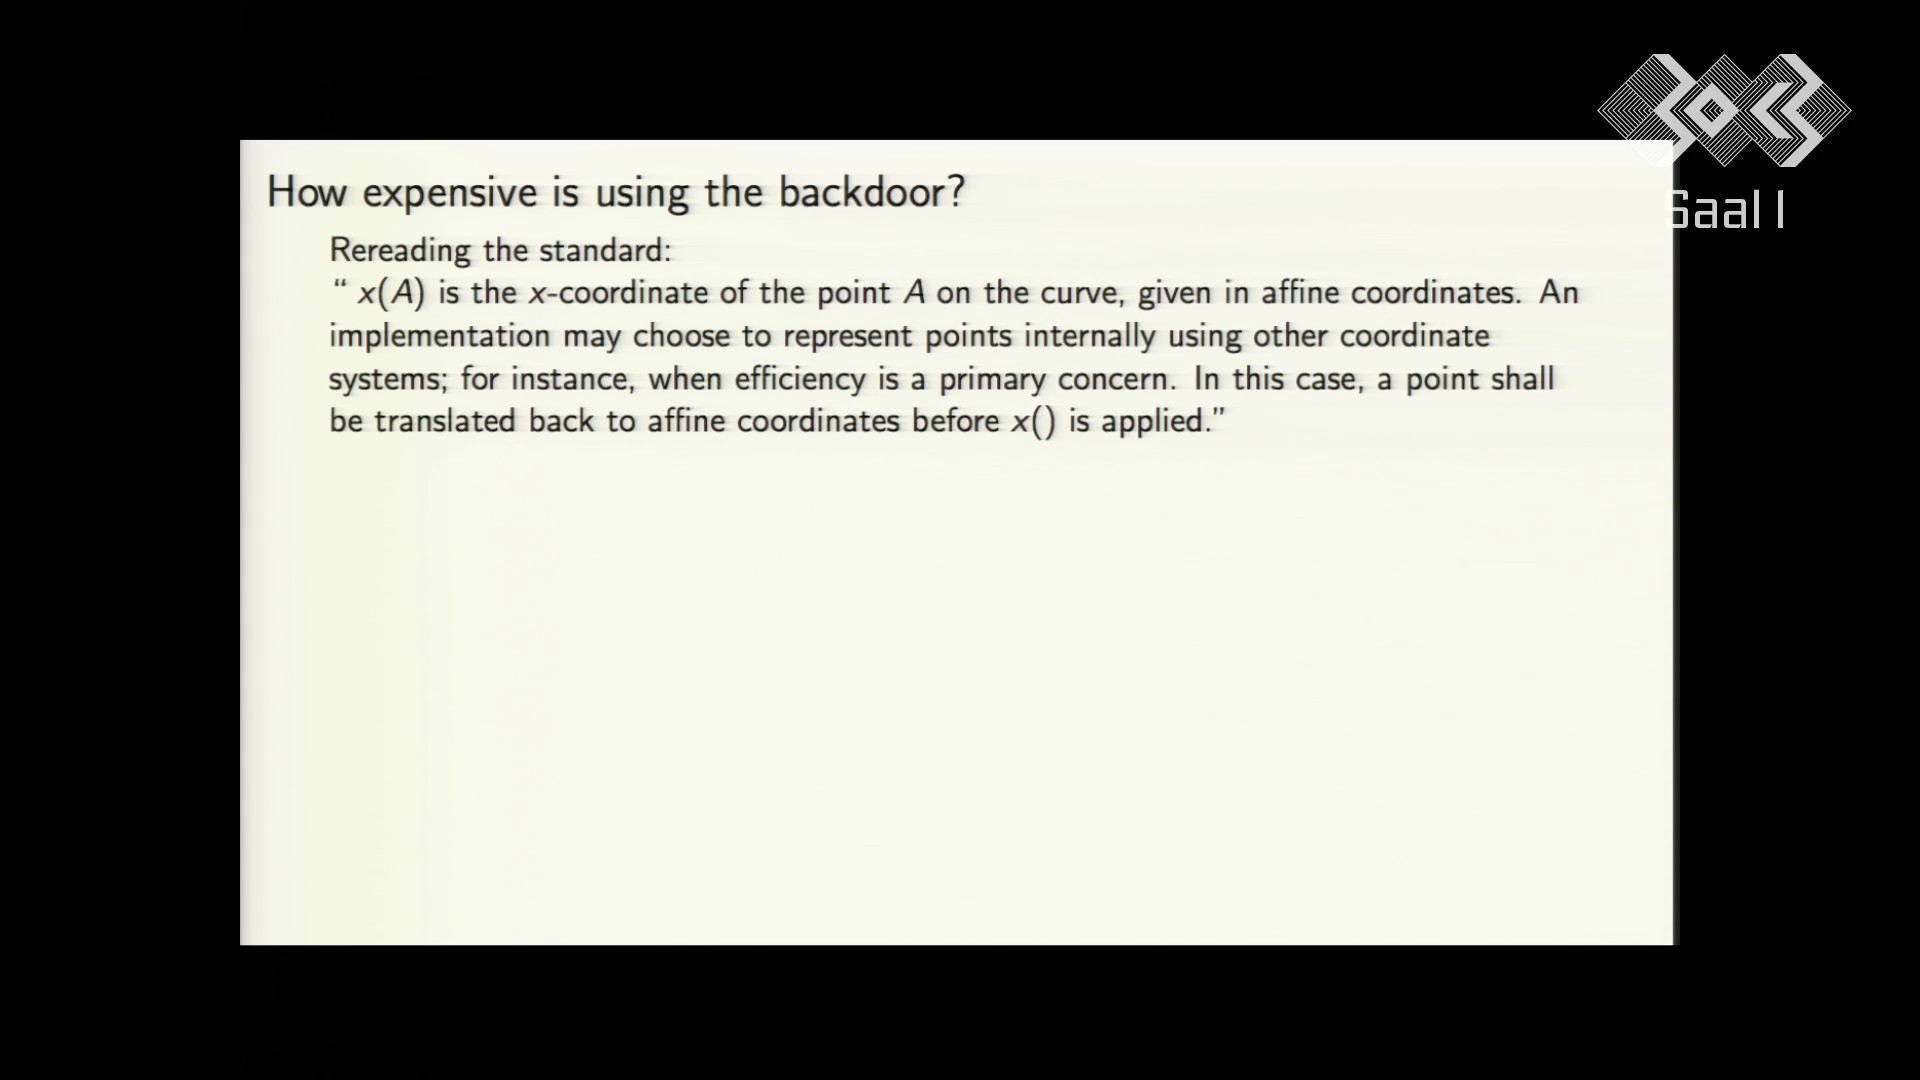 How expensive is using the backdoor?
Rereading the standard:
“ x(A) is the x-coordinate of the point A on the curve, given in affine coordinates. An
implementation may choose to represent points internally using other coordinate
systems; for instance, when efficiency is a primary concern. In this case, a point shall
be translated back to affine coordinates before x() is applied.”
Saal 1